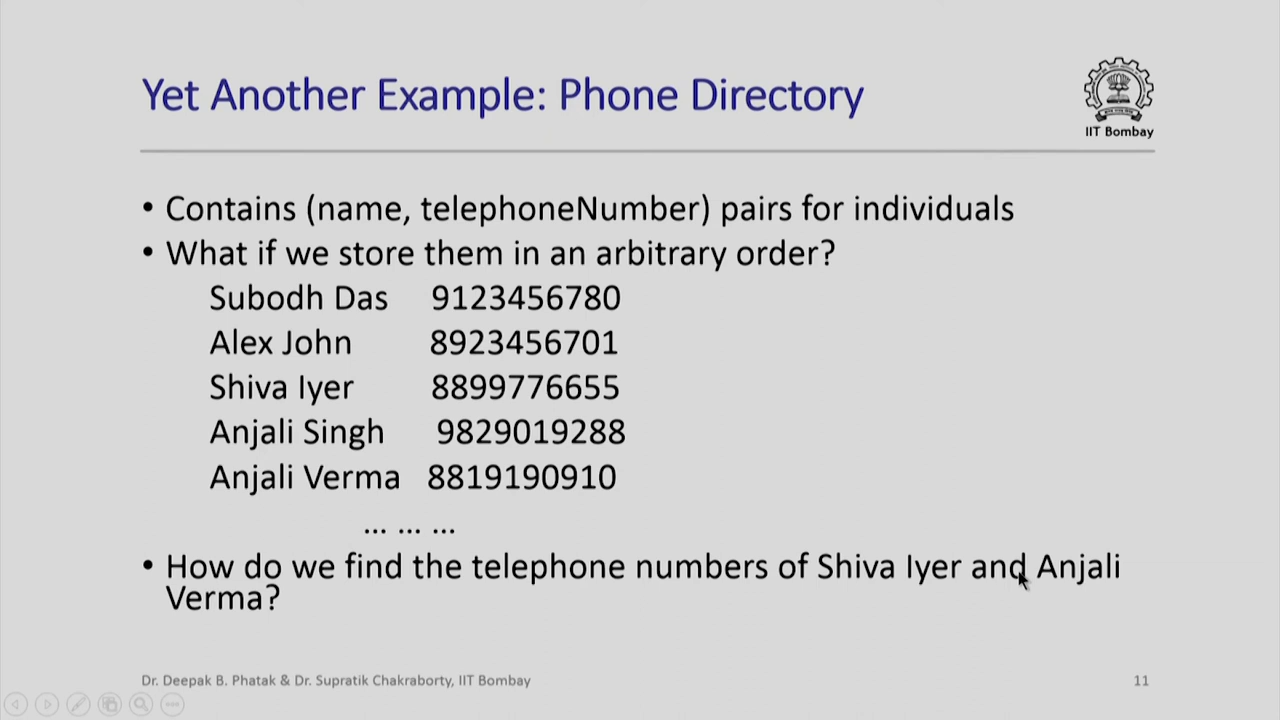 Yet Another Example: Phone Directory
IIT Bombay
• Contains (name, telephoneNumber) pairs for individuals
• What if we store them in an arbitrary order?
Subodh Das 9123456780
Alex John 8923456701
Shiva Iyer 8899776655
Anjali Singh 9829019288
Anjali Verma 8819190910
... ... ...
• How do we find the telephone numbers of Shiva Iyer and Anjali
Verma?
Dr. Deepak B. Phatak & Dr. Supratik Chakraborty, IIT Bombay 11